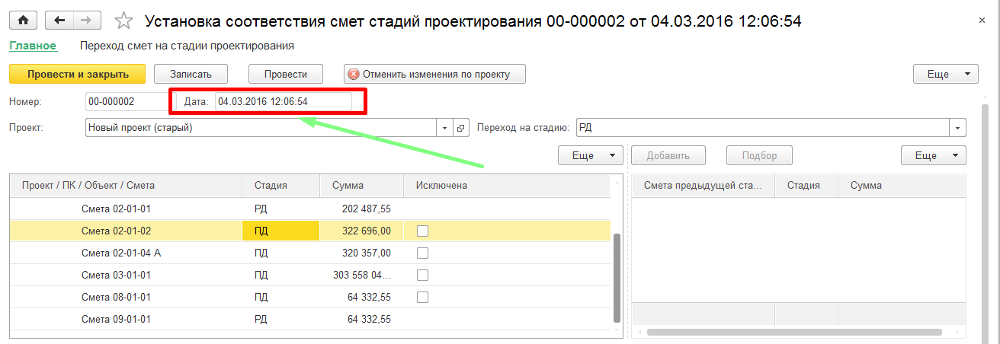 Установка соответствия смет стадий проектирования 00-000002 от 04.03.2016 12:06:54
Главное Переход смет на стадии проектирования
Провести и закрыть Записать Провести Отменить изменения по проекту Еще
Номер: 00-000002 Дата: 04.03.2016 12:06:54
Проект: Новый проект (старый) Переход на стадию: РД
Еще Добавить Подбор Еще
Проект / ПК / Объект / Смета Стадия Сумма Исключена Смета предыдущей ста... Стадия Сумма
Смета 02-01-01 РД 202 487,55
Смета 02-01-02 ПД 322 696,00
Смета 02-01-04 А ПД 320 357,00
Смета 03-01-01 ПД 303 558 04...
Смета 08-01-01 ПД 64 332,55
Смета 09-01-01 РД 64 332,55